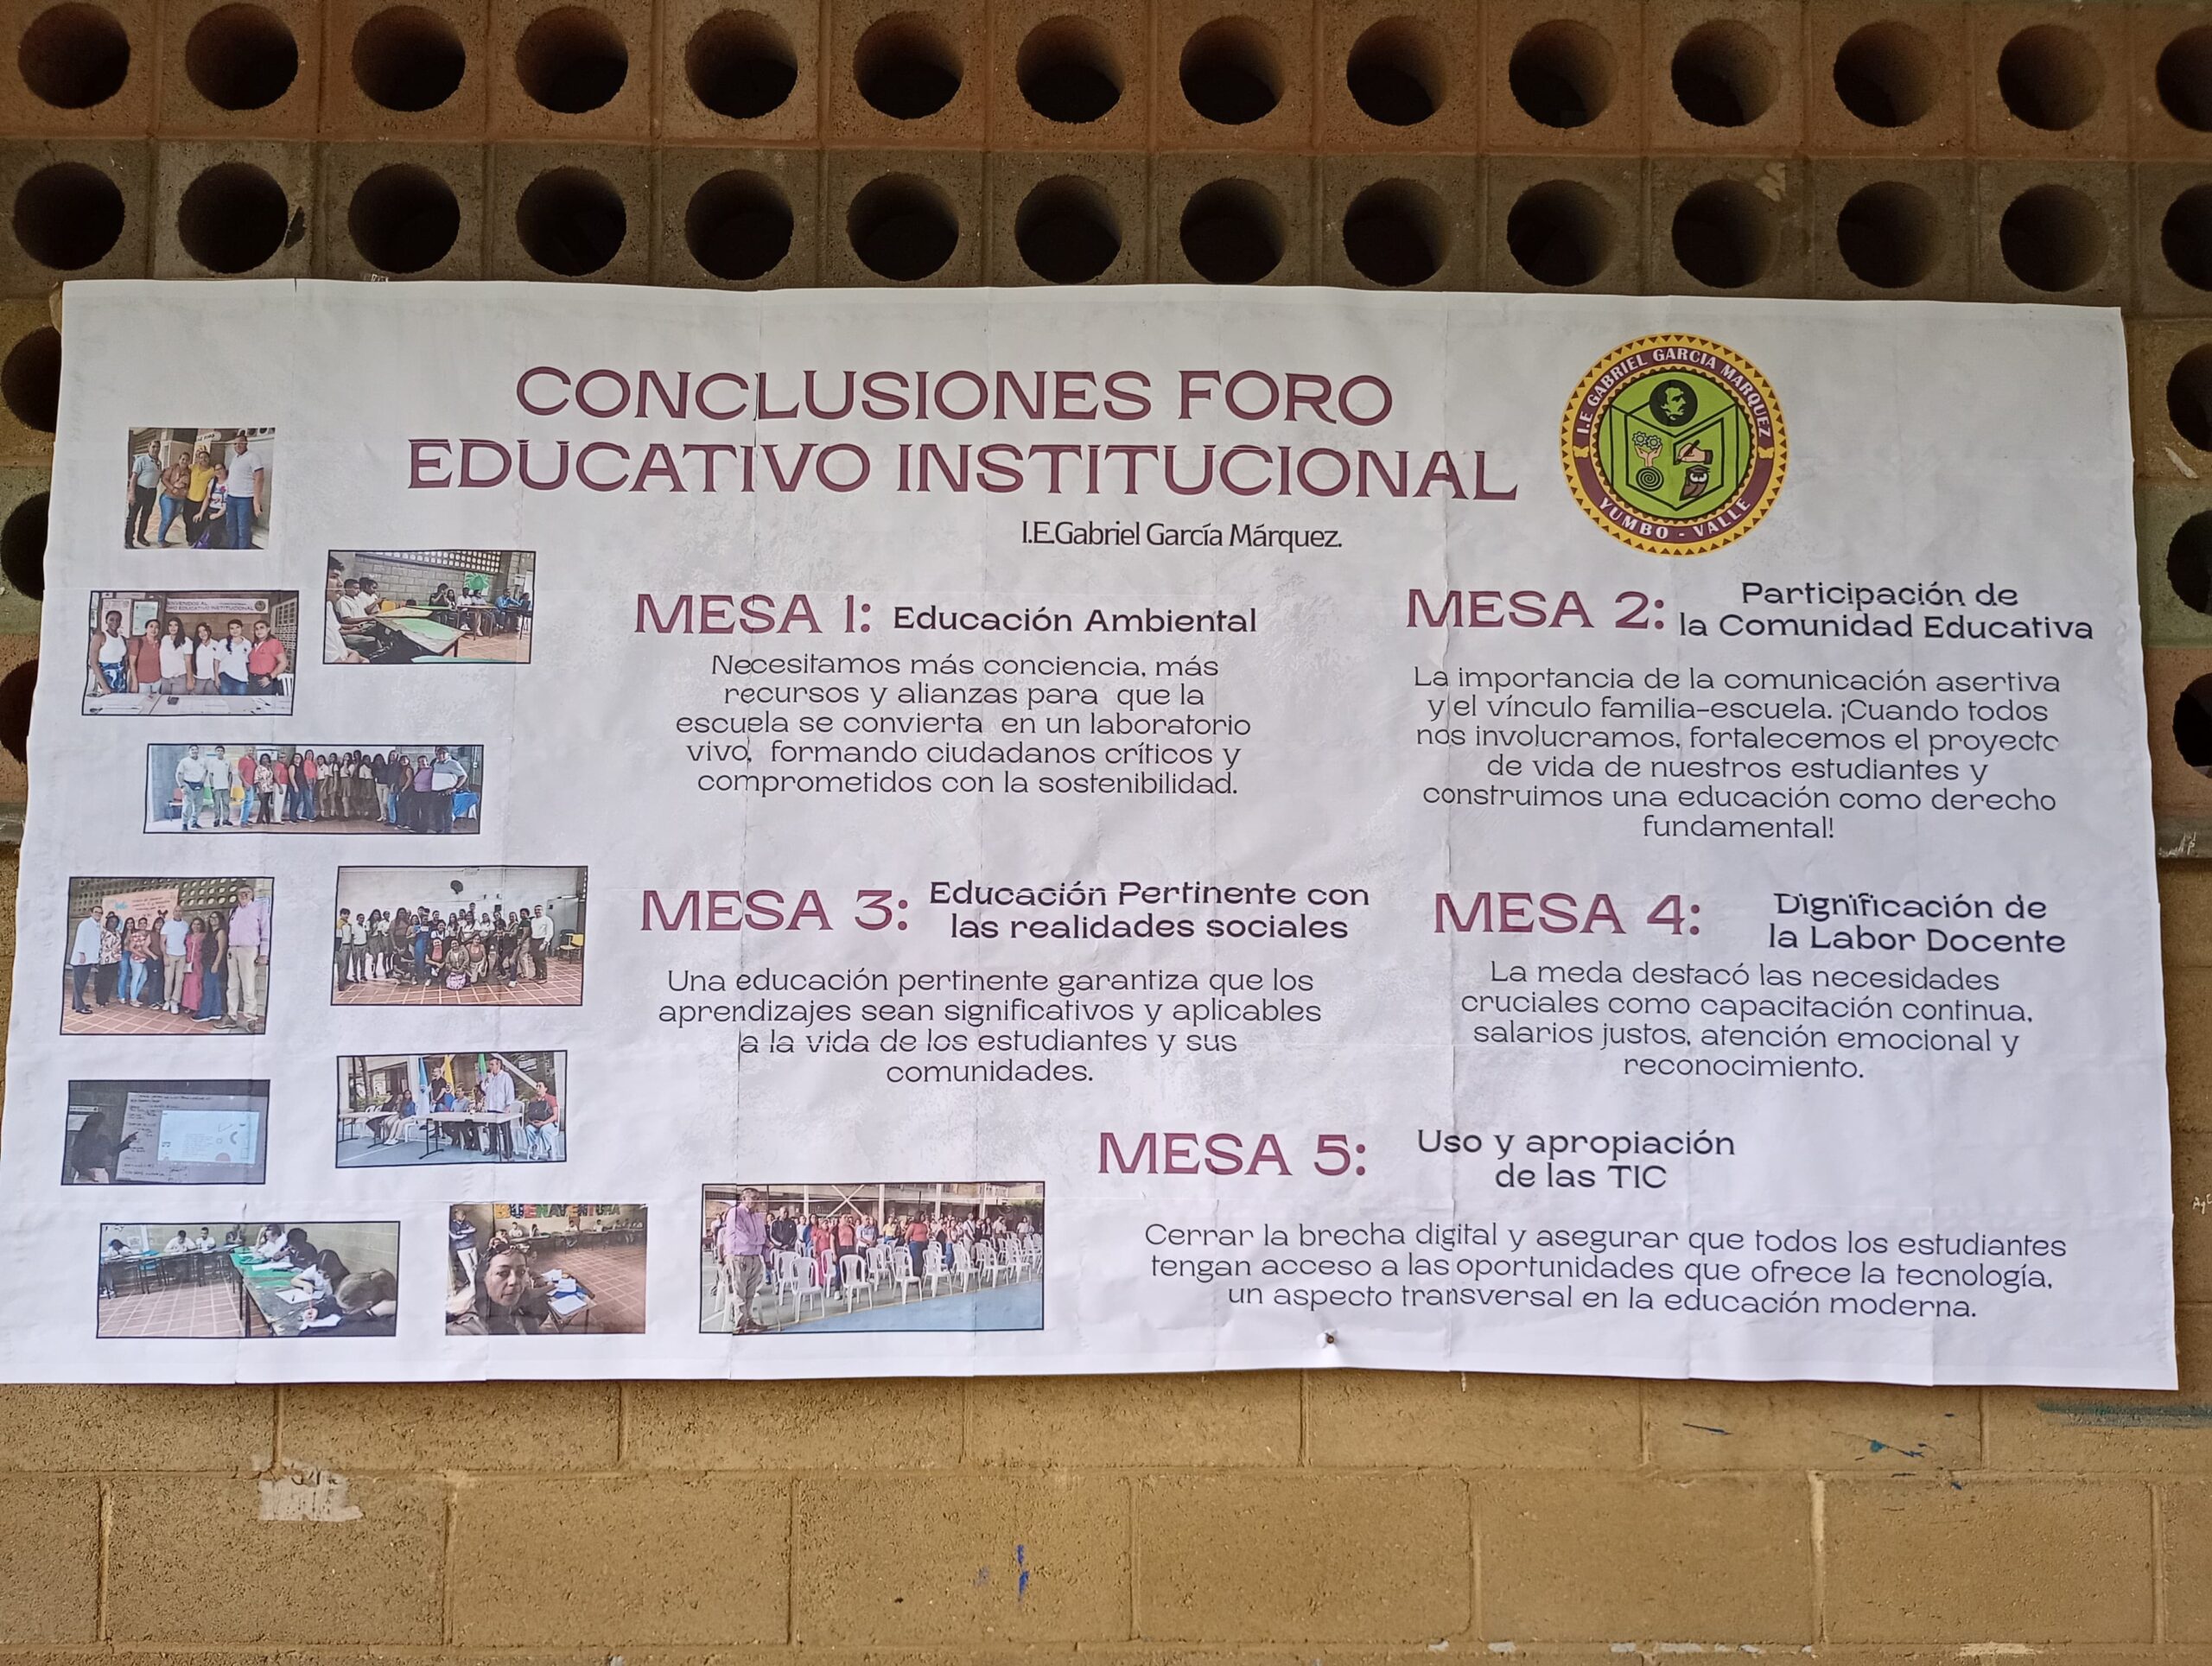 CONCLUSIONES FORO
EDUCATIVO INSTITUCIONAL
I.E.Gabriel García Márquez.
I.E GABRIEL GARCIA MARQUEZ
YUMBO - VALLE
MESA 1: Educación Ambiental
Necesitamos más conciencia, más
recursos y alianzas para que la
escuela se convierta en un laboratorio
vivo, formando ciudadanos críticos y
comprometidos con la sostenibilidad.
MESA 2: Participación de
la Comunidad Educativa
La importancia de la comunicación asertiva
y el vínculo familia-escuela. ¡Cuando todos
nos involucramos, fortalecemos el proyecto
de vida de nuestros estudiantes y
construimos una educación como derecho
fundamental!
MESA 3: Educación Pertinente con
las realidades sociales
Una educación pertinente garantiza que los
aprendizajes sean significativos y aplicables
a la vida de los estudiantes y sus
comunidades.
MESA 4: Dignificación de
la Labor Docente
La meda destacó las necesidades
cruciales como capacitación continua,
salarios justos, atención emocional y
reconocimiento.
MESA 5: Uso y apropiación
de las TIC
Cerrar la brecha digital y asegurar que todos los estudiantes
tengan acceso a las oportunidades que ofrece la tecnología,
un aspecto transversal en la educación moderna.
EDUCATIVO INSTITUCIONAL
BUENAVENTURA